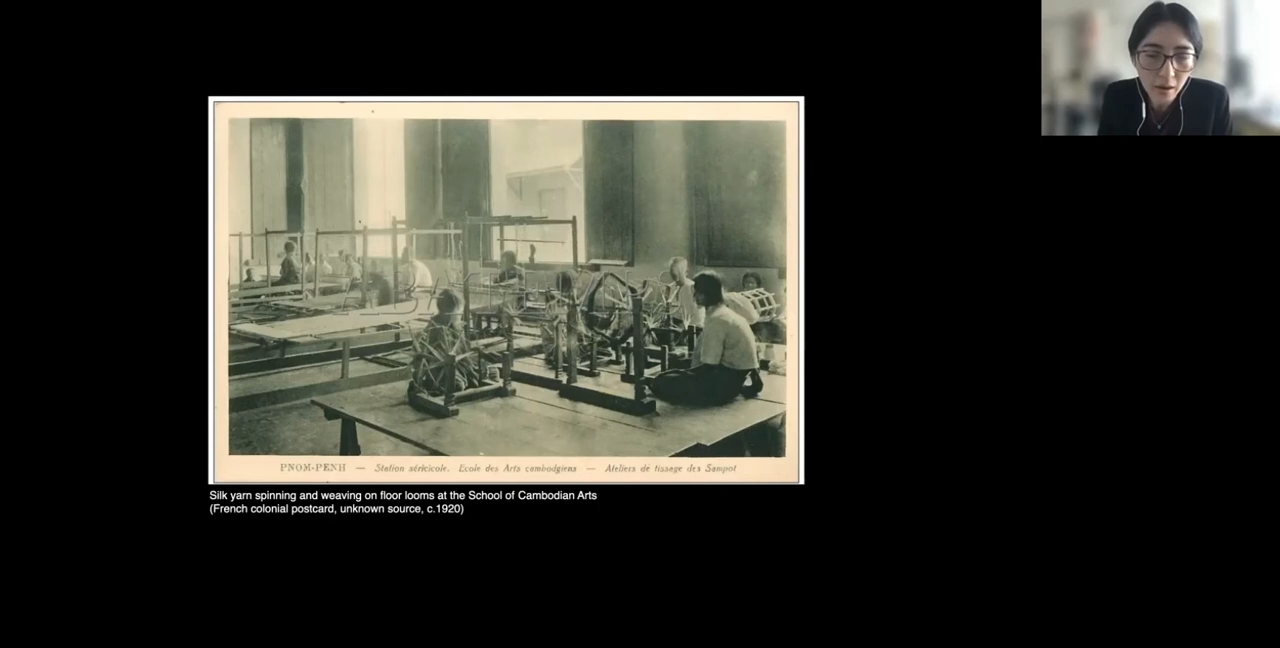 PNOM-PENH — Station séricicole. Ecole des Arts cambodgiens — Ateliers de tissage des Sampot
Silk yarn spinning and weaving on floor looms at the School of Cambodian Arts
(French colonial postcard, unknown source, c.1920)